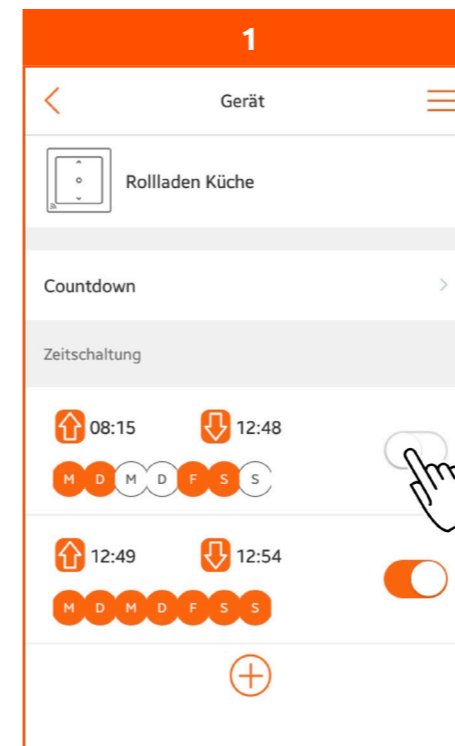 1
Gerät
Rollladen Küche
Countdown
Zeitschaltung
08:15 12:48
M D M D F S S
12:49 12:54
M D M D F S S